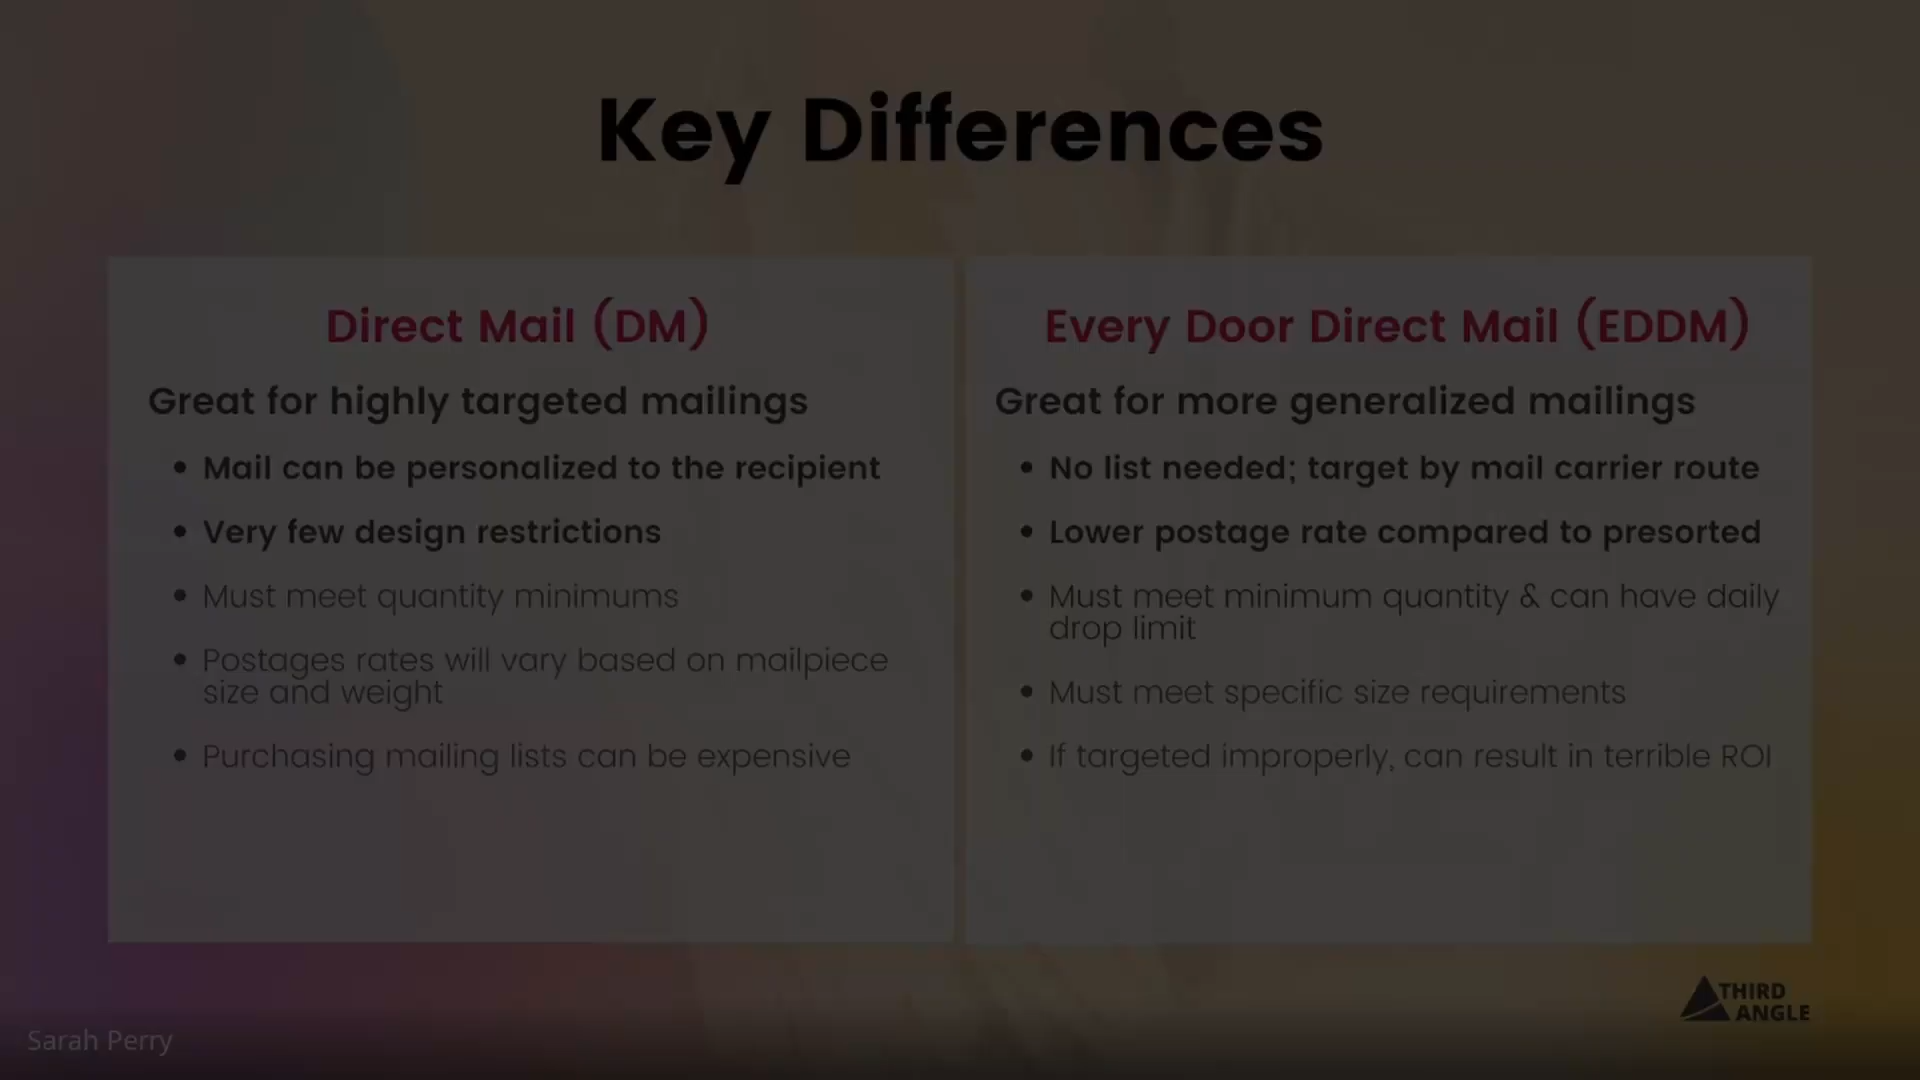 Key Differences
Direct Mail (DM)
Great for highly targeted mailings
• Mail can be personalized to the recipient
• Very few design restrictions
• Must meet quantity minimums
• Postages rates will vary based on mailpiece
size and weight
• Purchasing mailing lists can be expensive
Every Door Direct Mail (EDDM)
Great for more generalized mailings
• No list needed; target by mail carrier route
• Lower postage rate compared to presorted
• Must meet minimum quantity & can have daily
drop limit
• Must meet specific size requirements
• If targeted improperly, can result in terrible ROI
THIRD
ANGLE
Sarah Perry